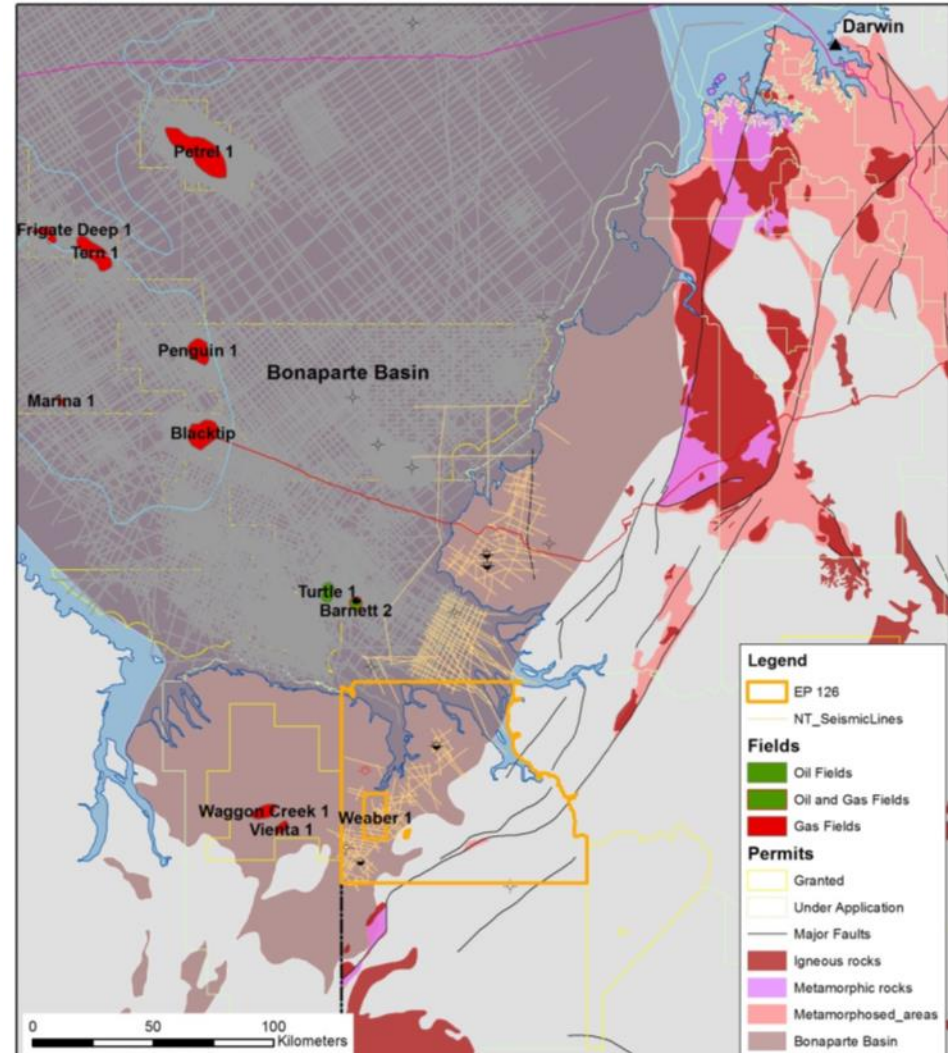 Darwin
Petrel 1
Frigate Deep 1
Tern 1
Penguin 1
Bonaparte Basin
Marina 1
Blacktip
Turtle 1
Barnett 2
Waggon Creek 1
Vienta 1
Weaber 1
Legend
EP 126
NT_SeismicLines
Fields
Oil Fields
Oil and Gas Fields
Gas Fields
Permits
Granted
Under Application
Major Faults
Igneous rocks
Metamorphic rocks
Metamorphosed_areas
Bonaparte Basin
0 50 100
Kilometers